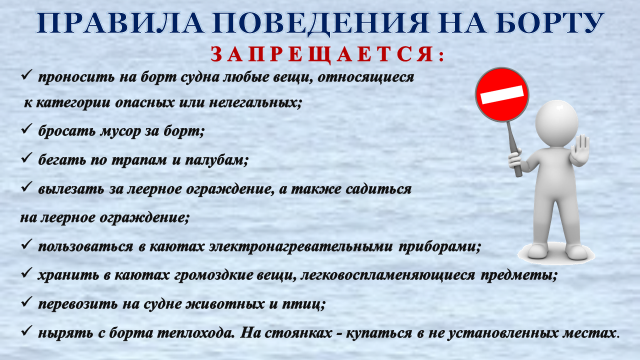 ПРАВИЛА ПОВЕДЕНИЯ НА БОРТУ
ЗАПРЕЩАЕТСЯ:
✓ проносить на борт судна любые вещи, относящиеся
к категории опасных или нелегальных;
✓ бросать мусор за борт;
✓ бегать по трапам и палубам;
✓ вылезать за леерное ограждение, а также садиться
на леерное ограждение;
✓ пользоваться в каютах электронагревательными приборами;
✓ хранить в каютах громоздкие вещи, легковоспламеняющиеся предметы;
✓ перевозить на судне животных и птиц;
✓ нырять с борта теплохода. На стоянках - купаться в не установленных местах.